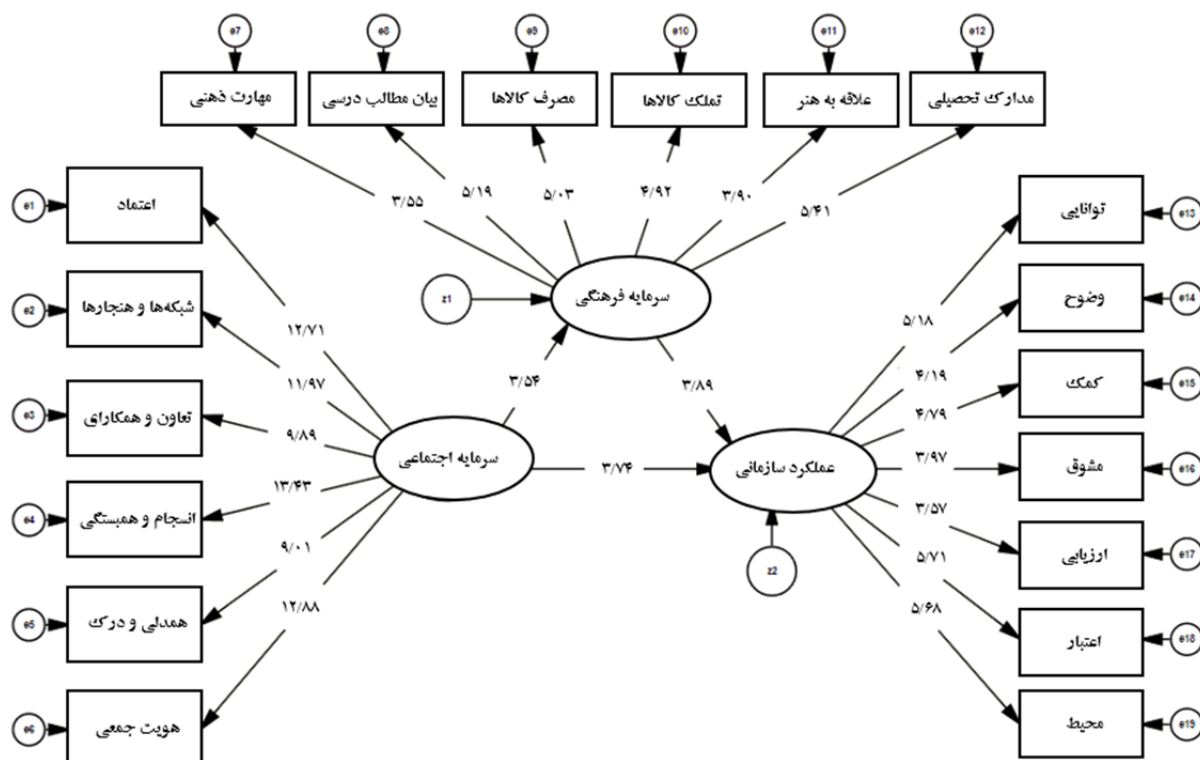 e7
e8
e9
e10
e11
e12
مهارت ذهنی
بیان مطالب درسی
مصرف کالاها
تملک کالاها
علاقه به هنر
مدارک تحصیلی
۳/۵۵
۵/۱۹
۵/۰۳
۴/۹۲
۳/۹۰
۵/۴۱
e1
اعتماد
e2
شبکه‌ها و هنجارها
e3
تعاون و همکارای
e4
انسجام و همبستگی
e5
همدلی و درک
e6
هویت جمعی
۱۲/۷۱
۱۱/۹۷
۹/۸۹
۱۳/۴۳
۹/۰۱
۱۲/۸۸
z1
سرمایه فرهنگی
سرمایه اجتماعی
عملکرد سازمانی
z2
۳/۵۴
۳/۸۹
۳/۷۴
۵/۱۸
۴/۱۹
۴/۷۹
۳/۹۷
۳/۵۷
۵/۷۱
۵/۶۸
توانایی
e13
وضوح
e14
کمک
e15
مشوق
e16
ارزیابی
e17
اعتبار
e18
محیط
e19